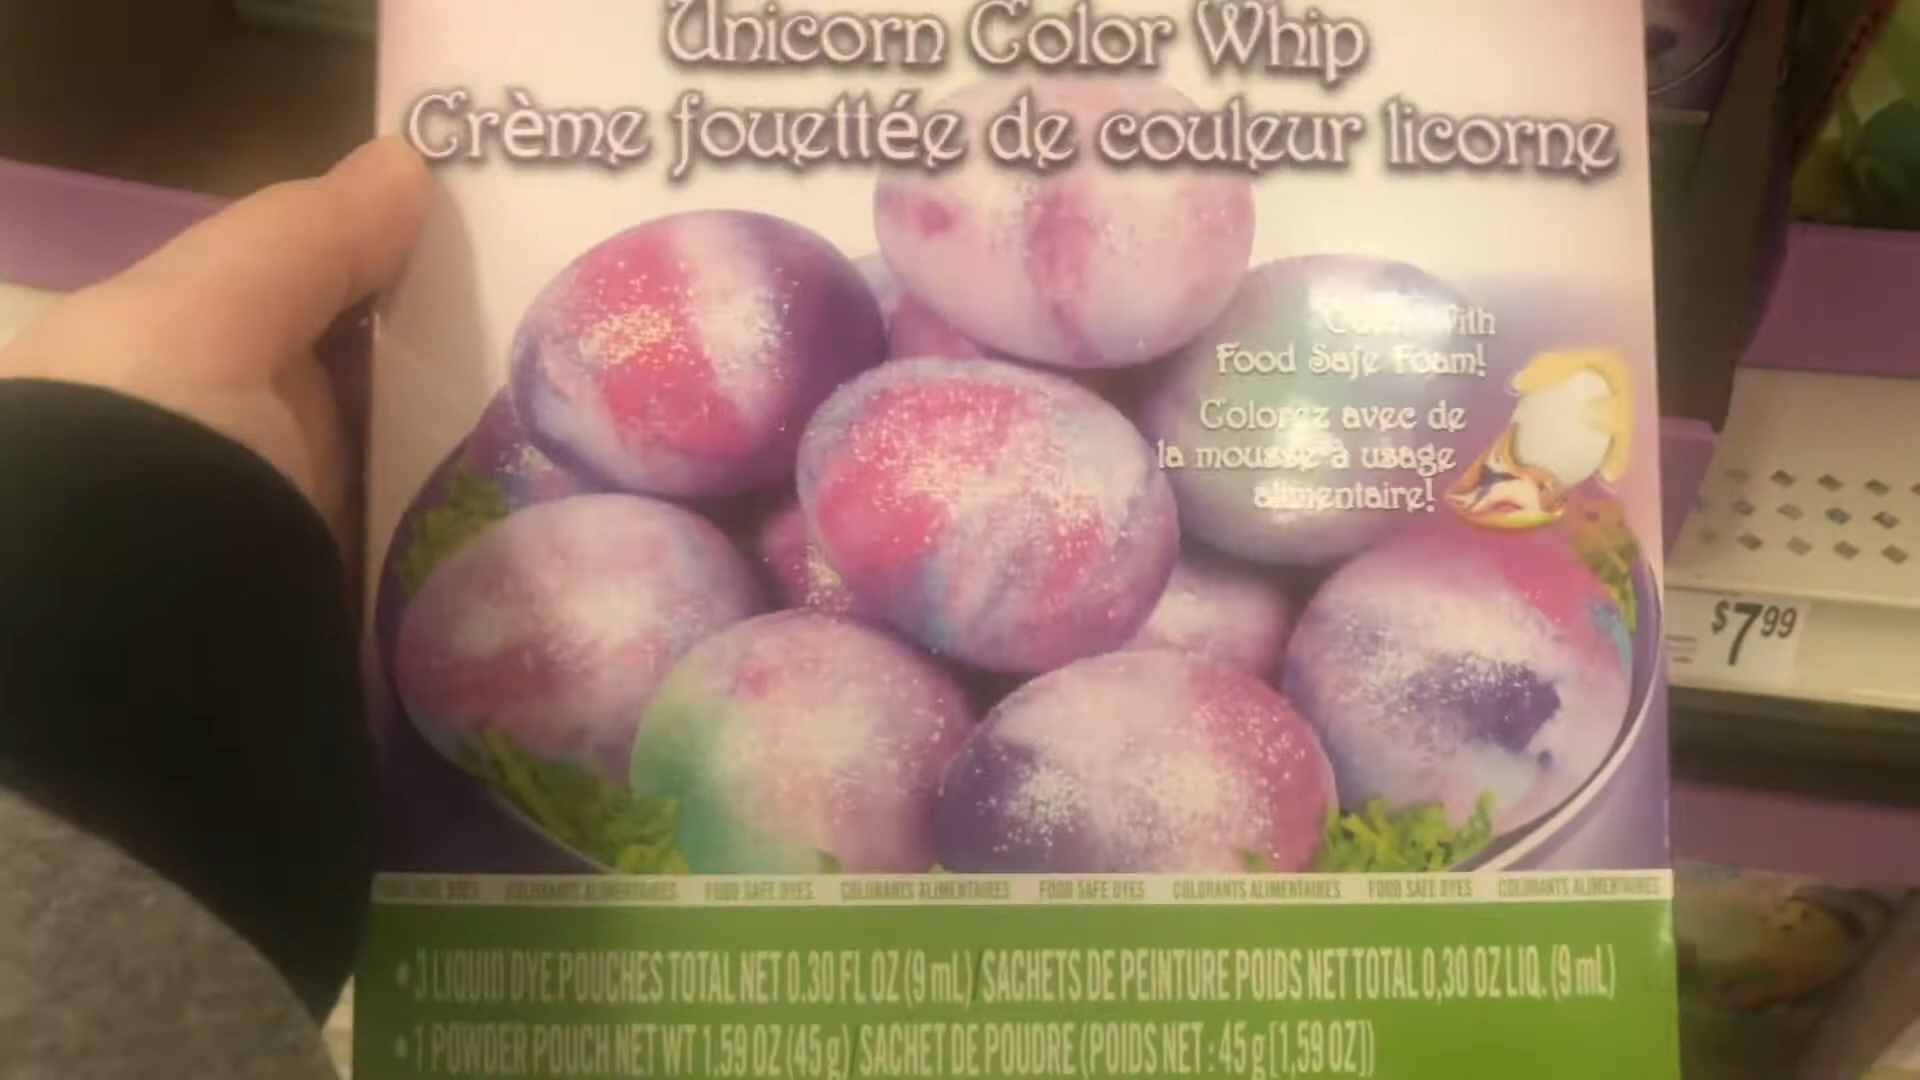 Unicorn Color Whip
Crème fouettée de couleur licorne
With
Food Safe Foam!
Colorez avec de
la mousse à usage
alimentaire!
$7.99
FOOD SAFE DYES COLORANTS ALIMENTAIRES FOOD SAFE DYES COLORANTS ALIMENTAIRES FOOD SAFE DYES COLORANTS ALIMENTAIRES FOOD SAFE DYES COLORANTS ALIMENTAIRES
• 3 LIQUID DYE POUCHES TOTAL NET 0.30 FL OZ (9 mL) / SACHETS DE PEINTURE POIDS NET TOTAL 0,30 OZ LIQ. (9 mL)
• 1 POWDER POUCH NET WT 1.59 OZ (45 g) / SACHET DE POUDRE (POIDS NET : 45 g [1,59 OZ])